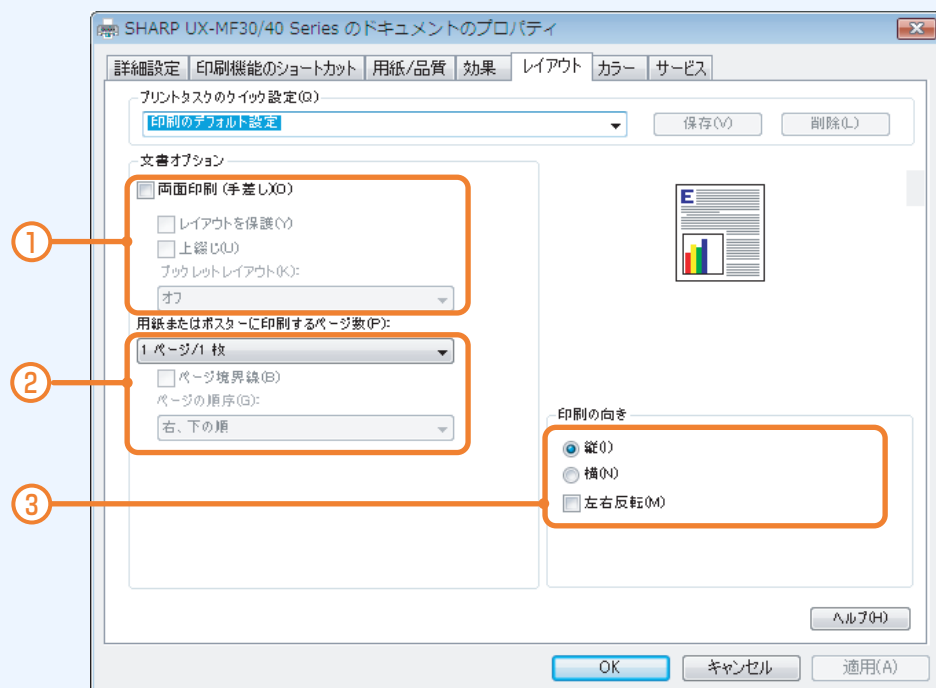 SHARP UX-MF30/40 Series のドキュメントのプロパティ
詳細設定 印刷機能のショートカット 用紙/品質 効果 レイアウト カラー サービス
プリントタスクのクイック設定(Q)
印刷のデフォルト設定 保存(V) 削除(L)
文書オプション
① 両面印刷 (手差し)(O)
レイアウトを保護(Y)
上綴じ(U)
ブックレットレイアウト(K):
オフ
用紙またはポスターに印刷するページ数(P):
② 1 ページ/1 枚
ページ境界線(B)
ページの順序(G):
右、下の順
E
印刷の向き
③ 縦(I)
横(N)
左右反転(M)
ヘルプ(H)
OK キャンセル 適用(A)